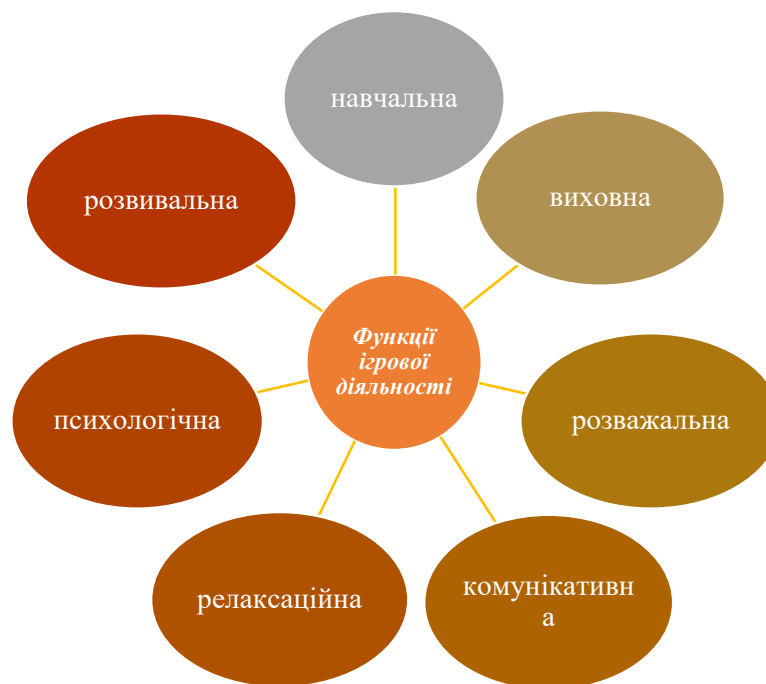 навчальна
виховна
розвивальна
Функції
ігрової
діяльності
психологічна
розважальна
релаксаційна
комунікативн
а